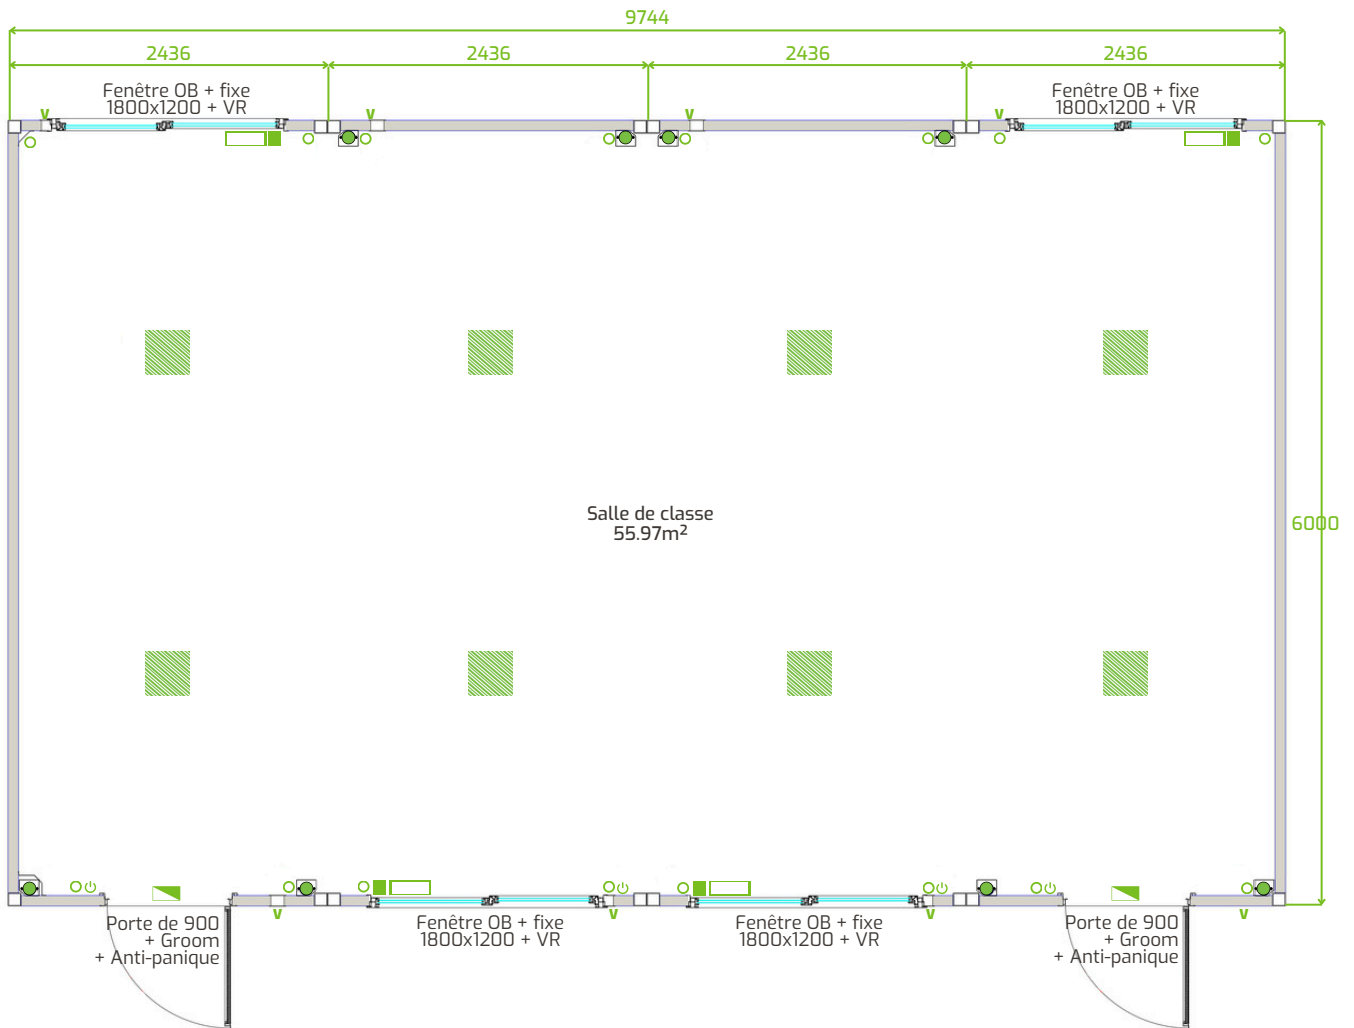 9744
2436 2436 2436 2436
Fenêtre OB + fixe
1800x1200 + VR
Fenêtre OB + fixe
1800x1200 + VR
V V V V
Salle de classe
55.97m²
6000
V V V V
Porte de 900
+ Groom
+ Anti-panique
Fenêtre OB + fixe
1800x1200 + VR
Fenêtre OB + fixe
1800x1200 + VR
Porte de 900
+ Groom
+ Anti-panique